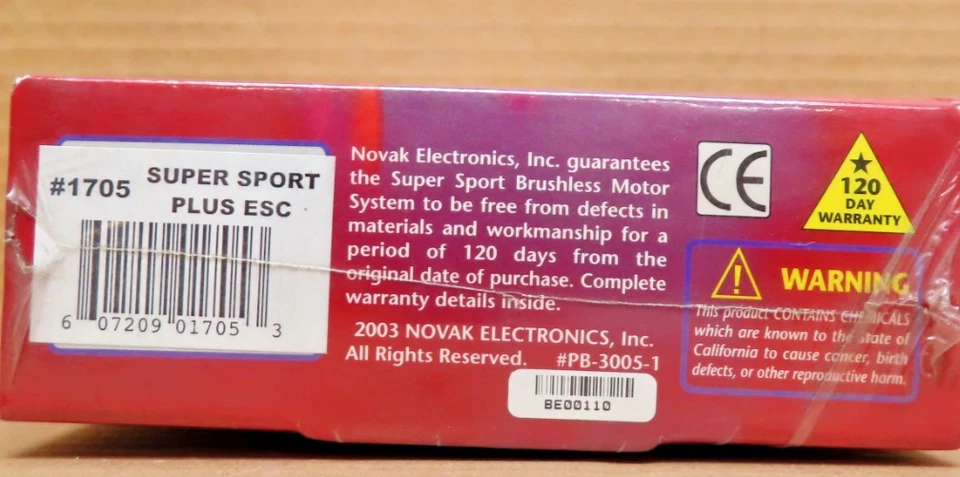 #1705 SUPER SPORT
PLUS ESC
6 07209 01705 3
Novak Electronics, Inc. guarantees
the Super Sport Brushless Motor
System to be free from defects in
materials and workmanship for a
period of 120 days from the
original date of purchase. Complete
warranty details inside.
2003 NOVAK ELECTRONICS, Inc.
All Rights Reserved. #PB-3005-1
BE00110
CE
120
DAY
WARRANTY
WARNING
This product CONTAINS CHEMICALS
which are known to the State of
California to cause cancer, birth
defects, or other reproductive harm.